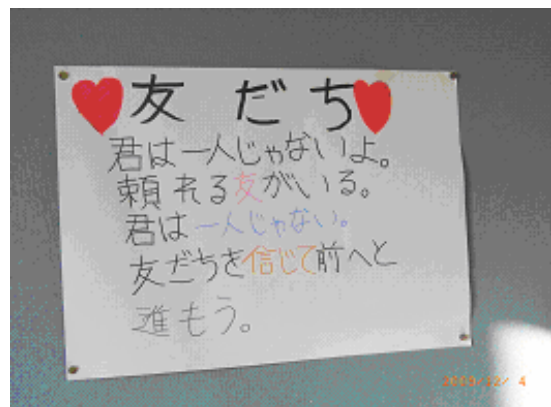 友だち
君は一人じゃないよ。
頼れる友がいる。
君は一人じゃない。
友だちを信じて前へと
進もう。